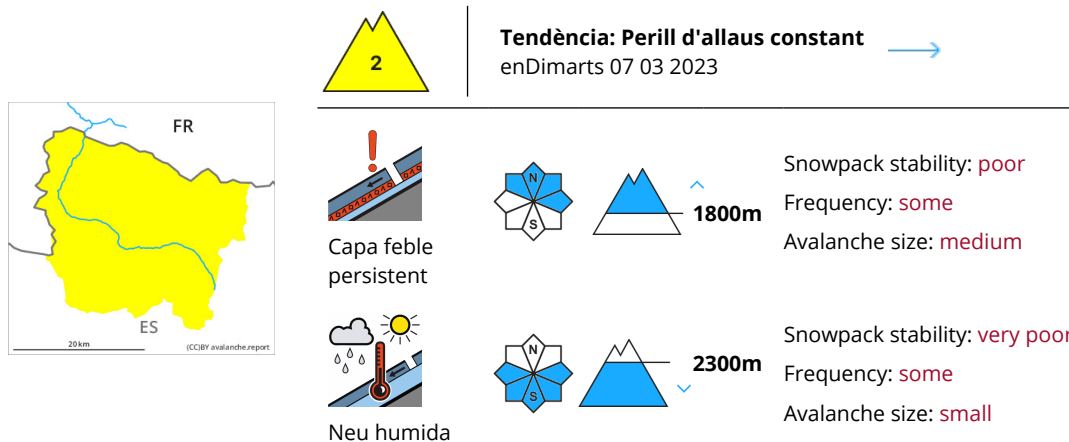 2
Tendència: Perill d'allaus constant
enDimarts 07 03 2023
FR
ES
20 km
(CC)BY avalanche.report
N
S
1800m
Capa feble
persistent
Snowpack stability: poor
Frequency: some
Avalanche size: medium
N
S
2300m
Neu humida
Snowpack stability: very poor
Frequency: some
Avalanche size: small